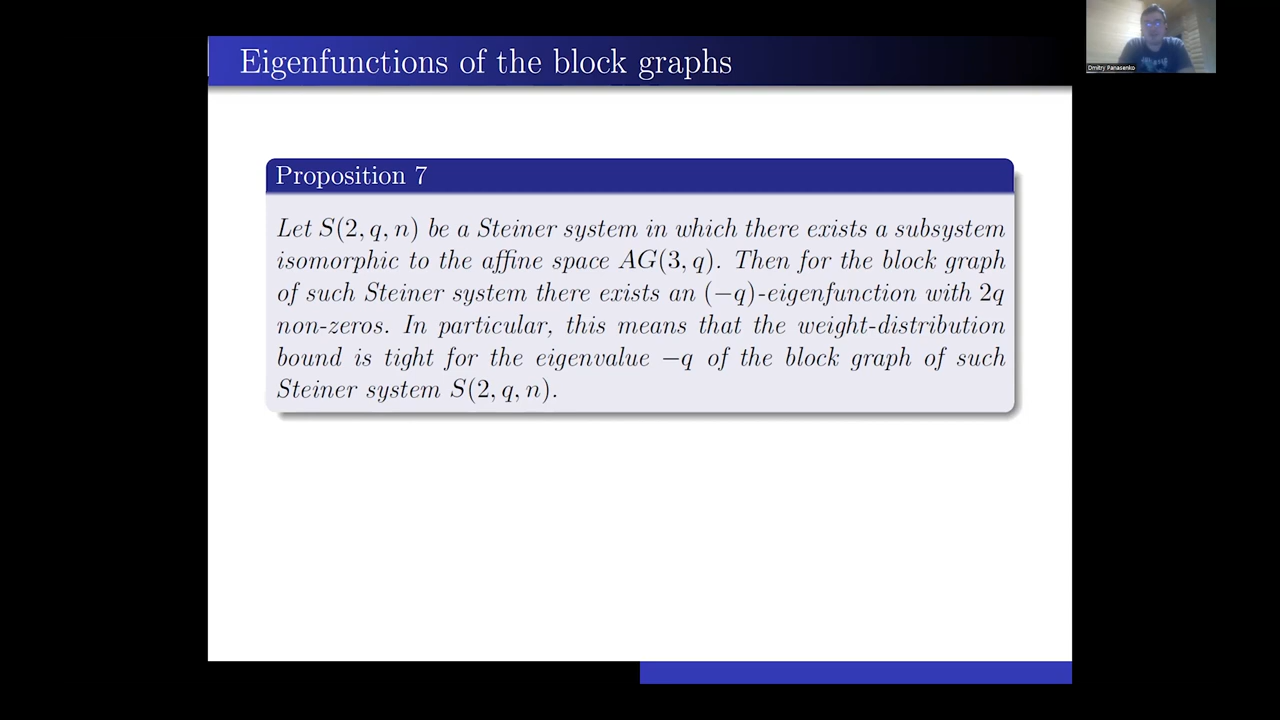 Eigenfunctions of the block graphs
Dmitry Panasenko
Proposition 7
Let S(2, q, n) be a Steiner system in which there exists a subsystem
isomorphic to the affine space AG(3, q). Then for the block graph
of such Steiner system there exists an (−q)-eigenfunction with 2q
non-zeros. In particular, this means that the weight-distribution
bound is tight for the eigenvalue −q of the block graph of such
Steiner system S(2, q, n).